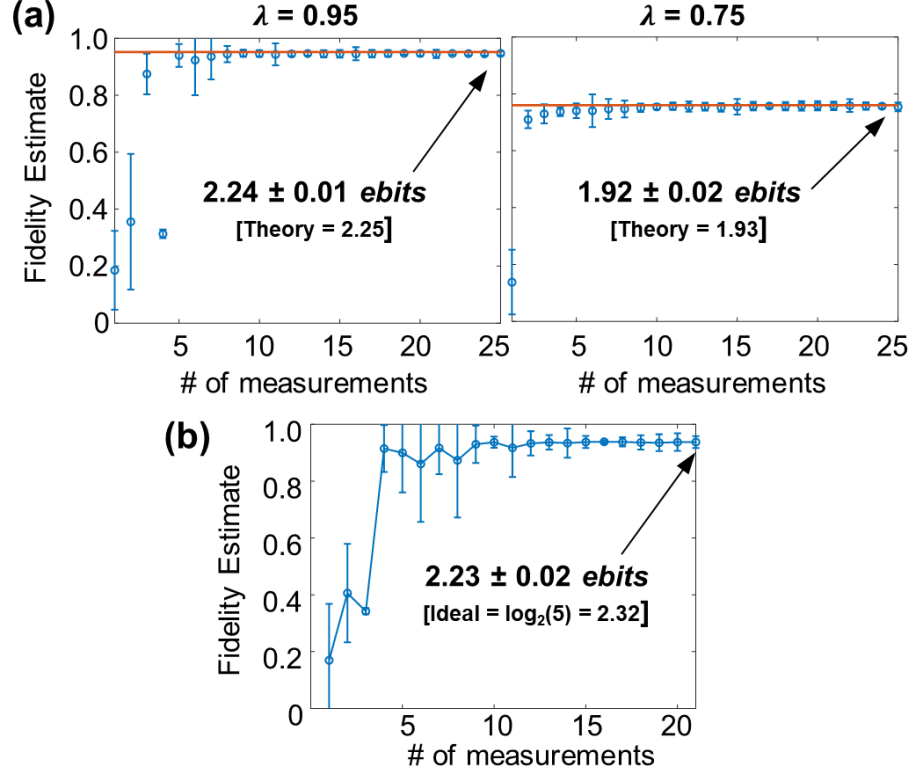 (a)
λ = 0.95
λ = 0.75
Fidelity Estimate
1.0
0.8
0.6
0.4
0.2
0
2.24 ± 0.01 ebits
[Theory = 2.25]
1.92 ± 0.02 ebits
[Theory = 1.93]
5
10
15
20
25
5
10
15
20
25
# of measurements
# of measurements
(b)
Fidelity Estimate
1.0
0.8
0.6
0.4
0.2
0
2.23 ± 0.02 ebits
[Ideal = log₂(5) = 2.32]
5
10
15
20
# of measurements